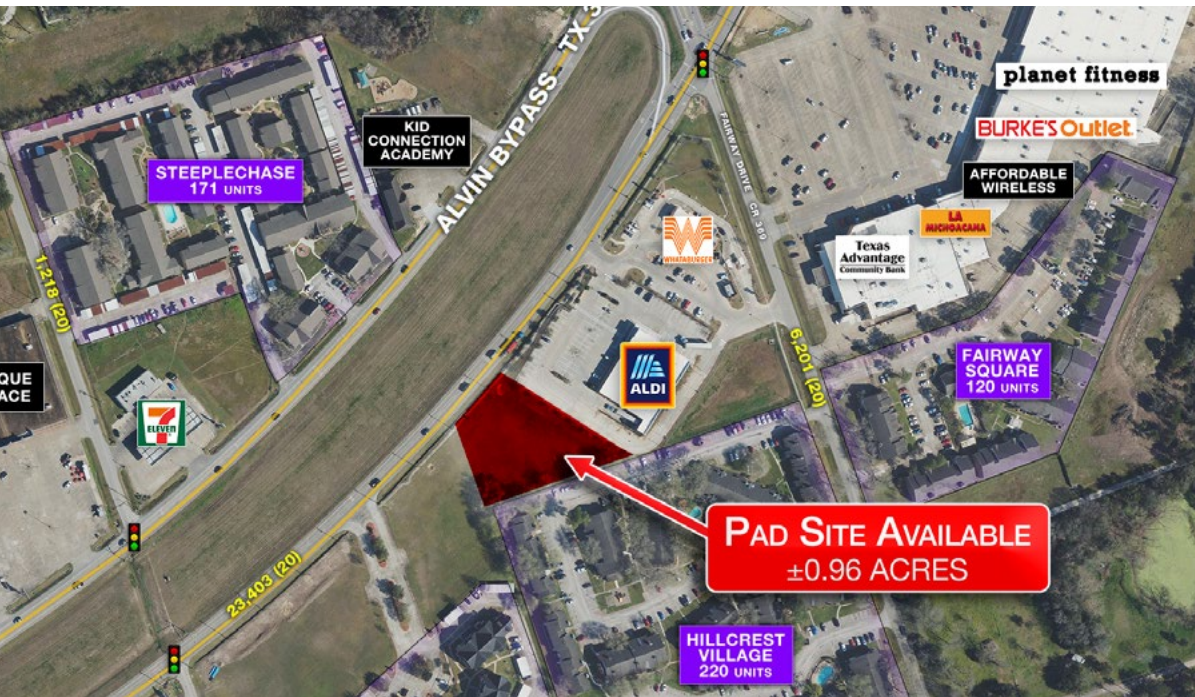 planet fitness
BURKE'S Outlet
AFFORDABLE
WIRELESS
LA
MICHOACANA
Texas
Advantage
Community Bank
KID
CONNECTION
ACADEMY
STEEPLECHASE
171 UNITS
ALVIN BYPASS - TX 3
FAIRWAY DRIVE CR 369
WHATABURGER
1,218 (20)
6,201 (20)
ALDI
FAIRWAY
SQUARE
120 UNITS
QUE
ACE
7
ELEVEN
PAD SITE AVAILABLE
±0.96 ACRES
23,403 (20)
HILLCREST
VILLAGE
220 UNITS